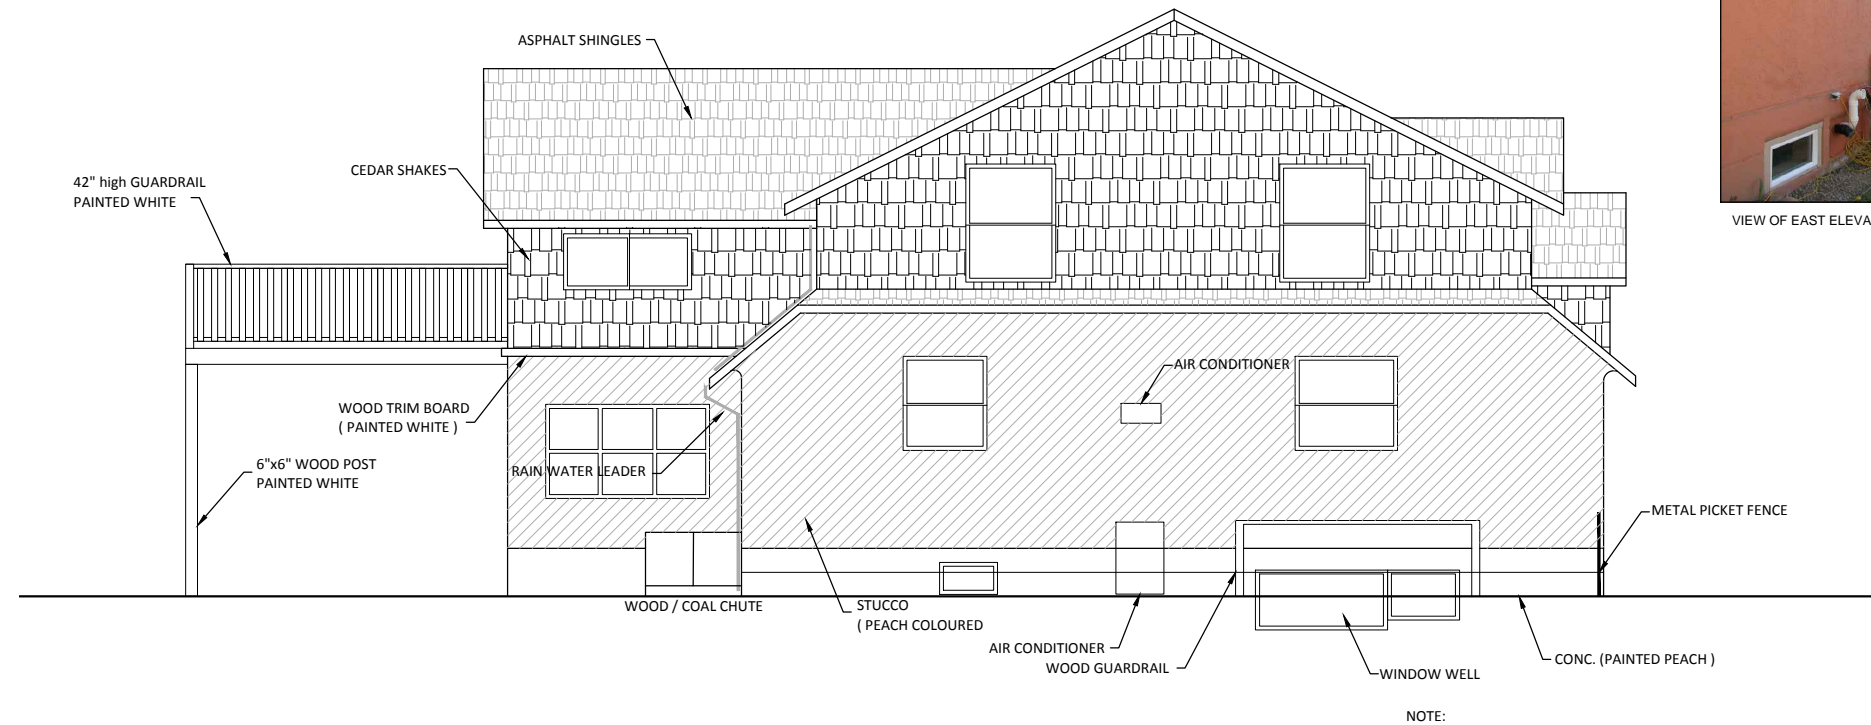 ASPHALT SHINGLES
CEDAR SHAKES
42" high GUARDRAIL
PAINTED WHITE
VIEW OF EAST ELEVA
AIR CONDITIONER
WOOD TRIM BOARD
( PAINTED WHITE )
6"x6" WOOD POST
PAINTED WHITE
RAIN WATER LEADER
METAL PICKET FENCE
WOOD / COAL CHUTE
STUCCO
( PEACH COLOURED
AIR CONDITIONER
WOOD GUARDRAIL
WINDOW WELL
CONC. (PAINTED PEACH )
NOTE: